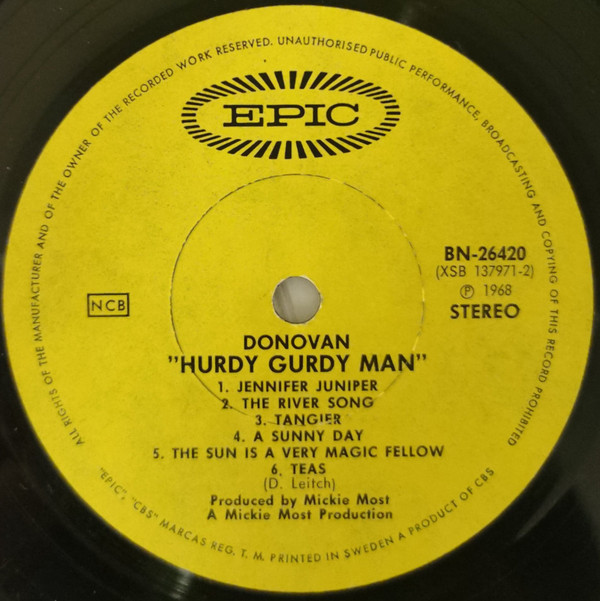 ALL RIGHTS OF THE MANUFACTURER AND OF THE OWNER OF THE RECORDED WORK RESERVED. UNAUTHORISED PUBLIC PERFORMANCE, BROADCASTING AND COPYING OF THIS RECORD PROHIBITED
EPIC
BN-26420
(XSB 137971-2)
Ⓟ 1968
STEREO
NCB
DONOVAN
"HURDY GURDY MAN"
1. JENNIFER JUNIPER
2. THE RIVER SONG
3. TANGIER
4. A SUNNY DAY
5. THE SUN IS A VERY MAGIC FELLOW
6. TEAS
(D. Leitch)
Produced by Mickie Most
A Mickie Most Production
"EPIC", "CBS" MARCAS REG. T. M. PRINTED IN SWEDEN A PRODUCT OF CBS